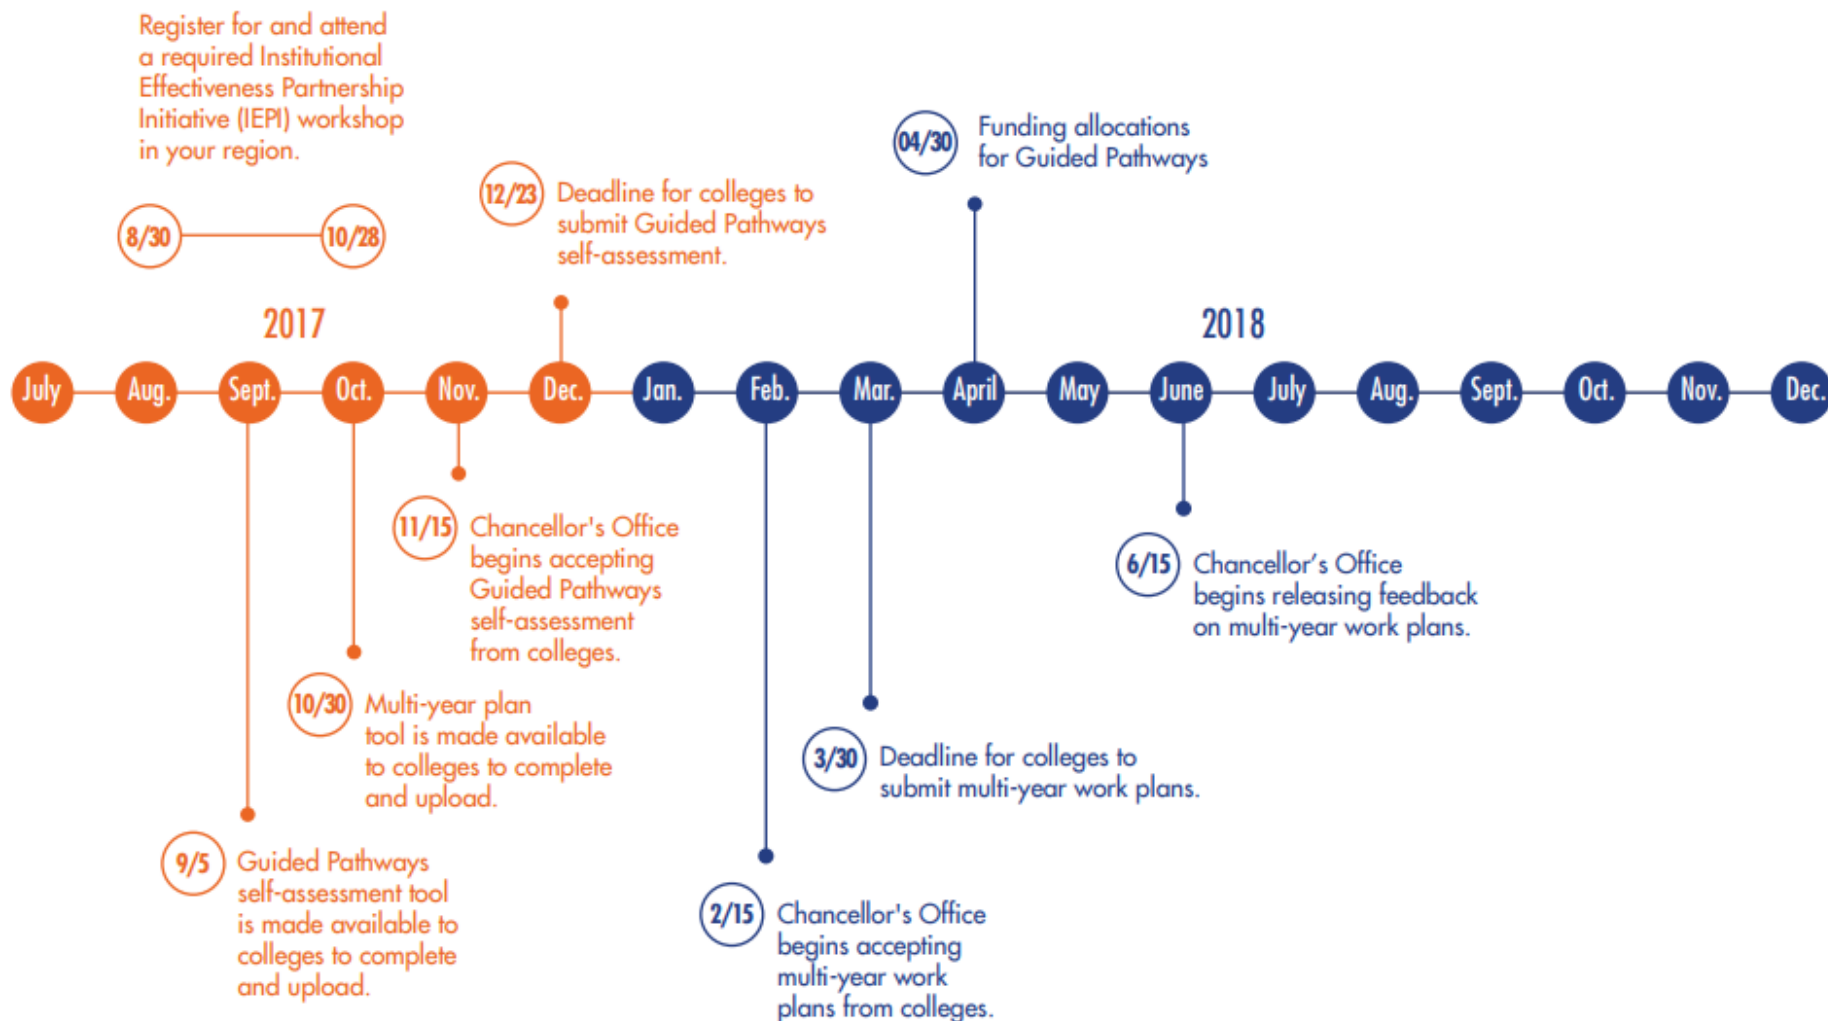 Register for and attend
a required Institutional
Effectiveness Partnership
Initiative (IEPI) workshop
in your region.
8/30
10/28
12/23
Deadline for colleges to
submit Guided Pathways
self-assessment.
04/30
Funding allocations
for Guided Pathways
2017
2018
July
Aug.
Sept.
Oct.
Nov.
Dec.
Jan.
Feb.
Mar.
April
May
June
July
Aug.
Sept.
Oct.
Nov.
Dec.
11/15
Chancellor's Office
begins accepting
Guided Pathways
self-assessment
from colleges.
10/30
Multi-year plan
tool is made available
to colleges to complete
and upload.
9/5
Guided Pathways
self-assessment tool
is made available to
colleges to complete
and upload.
6/15
Chancellor’s Office
begins releasing feedback
on multi-year work plans.
3/30
Deadline for colleges to
submit multi-year work plans.
2/15
Chancellor's Office
begins accepting
multi-year work
plans from colleges.